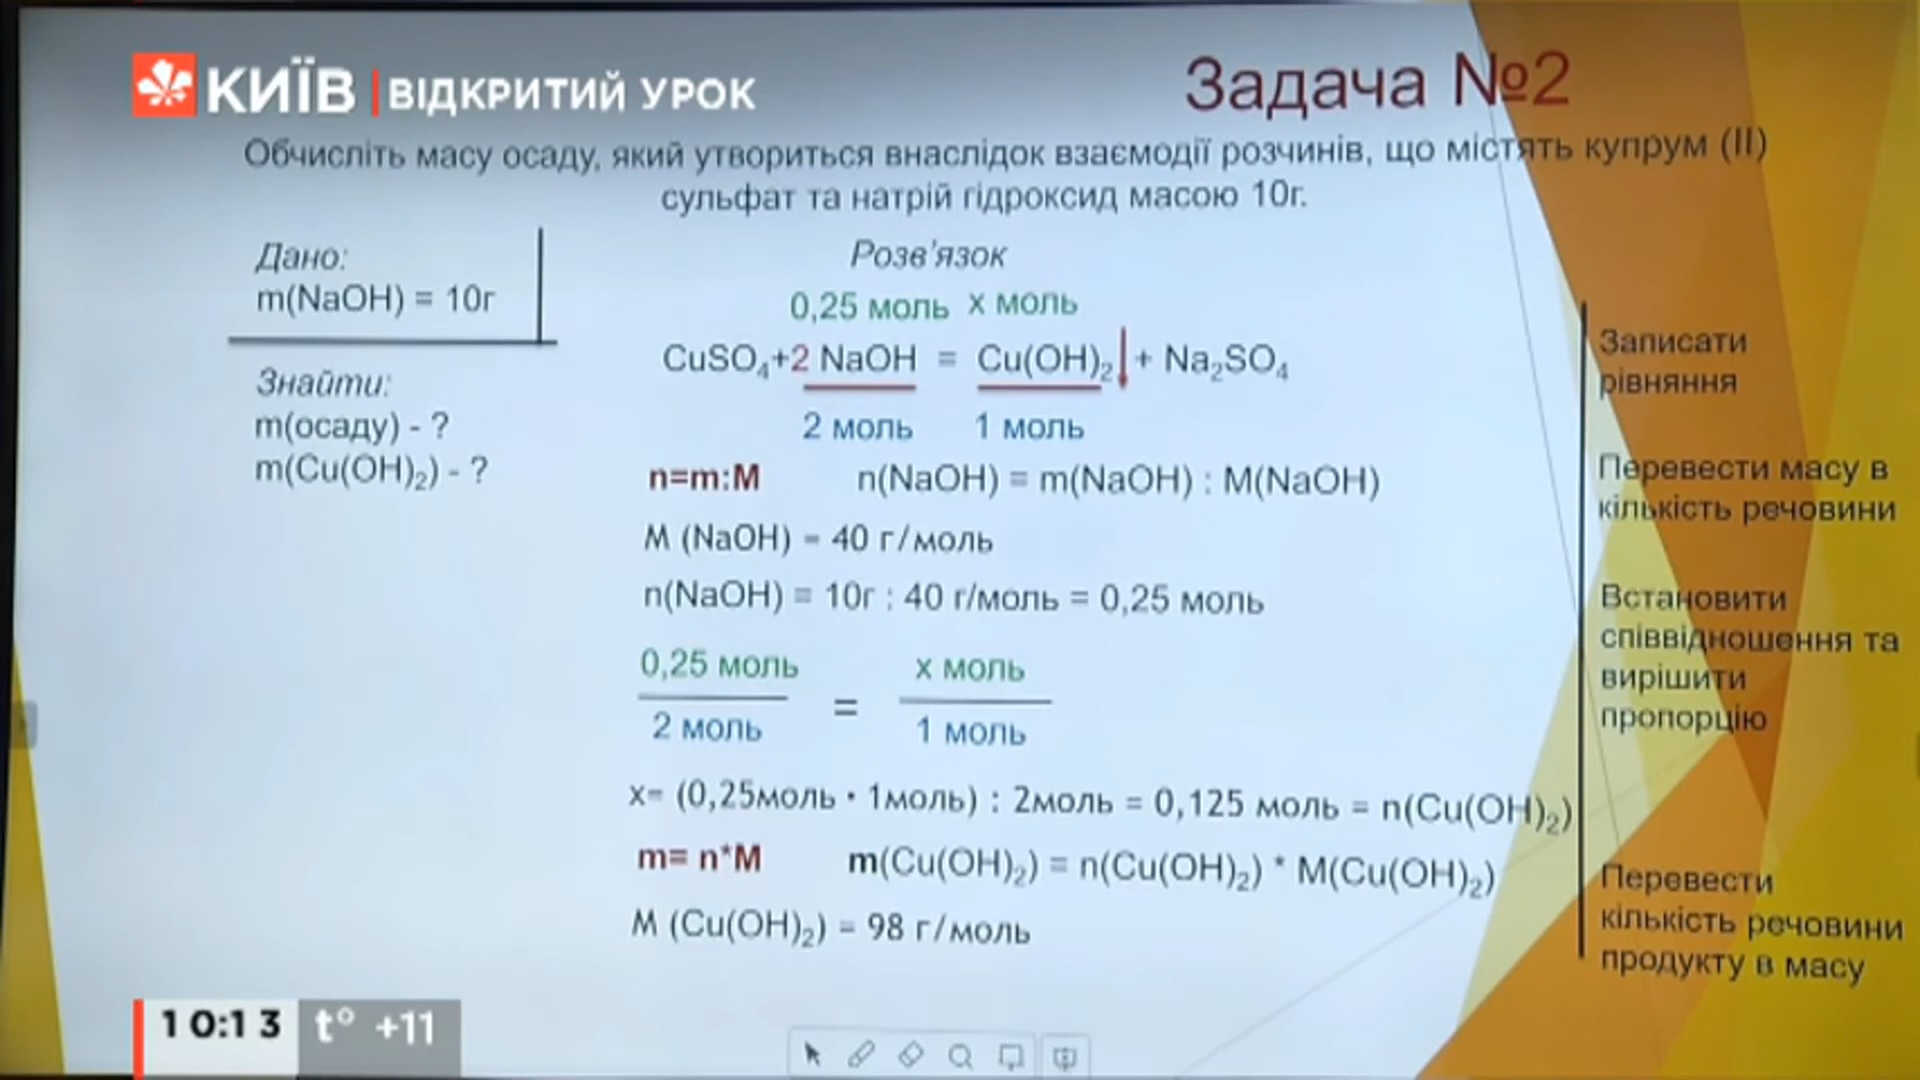 КИЇВ | ВІДКРИТИЙ УРОК
Задача №2
Обчисліть масу осаду, який утвориться внаслідок взаємодії розчинів, що містять купрум (ІІ)
сульфат та натрій гідроксид масою 10г.
Дано:
m(NaOH) = 10г
Знайти:
m(осаду) - ?
m(Cu(OH)₂) - ?
Розв'язок
0,25 моль х моль
CuSO₄+2 NaOH = Cu(OH)₂↓ + Na₂SO₄
2 моль 1 моль
n=m:M n(NaOH) = m(NaOH) : M(NaOH)
M (NaOH) = 40 г/моль
n(NaOH) = 10г : 40 г/моль = 0,25 моль
0,25 моль х моль
=
2 моль 1 моль
х= (0,25моль · 1моль) : 2моль = 0,125 моль = n(Cu(OH)₂)
m= n*M m(Cu(OH)₂) = n(Cu(OH)₂) * M(Cu(OH)₂)
M (Cu(OH)₂) = 98 г/моль
Записати
рівняння
Перевести масу в
кількість речовини
Встановити
співвідношення та
вирішити
пропорцію
Перевести
кількість речовини
продукту в масу
10:13 t° +11